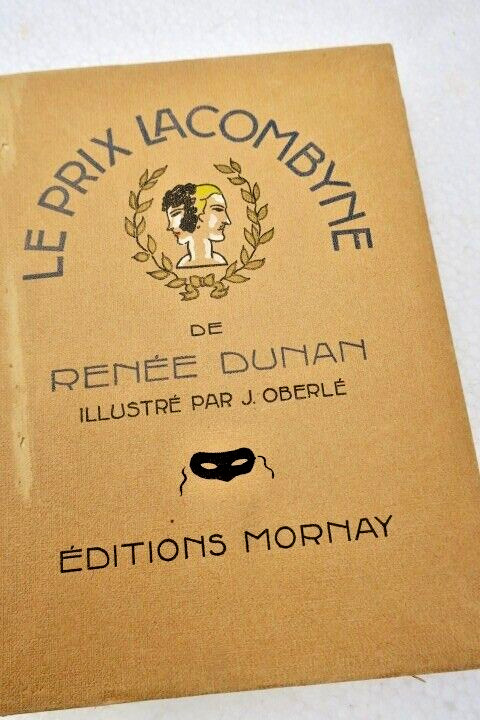 LE PRIX LACOMBYNE
DE
RENÉE DUNAN
ILLUSTRÉ PAR J. OBERLÉ
ÉDITIONS MORNAY